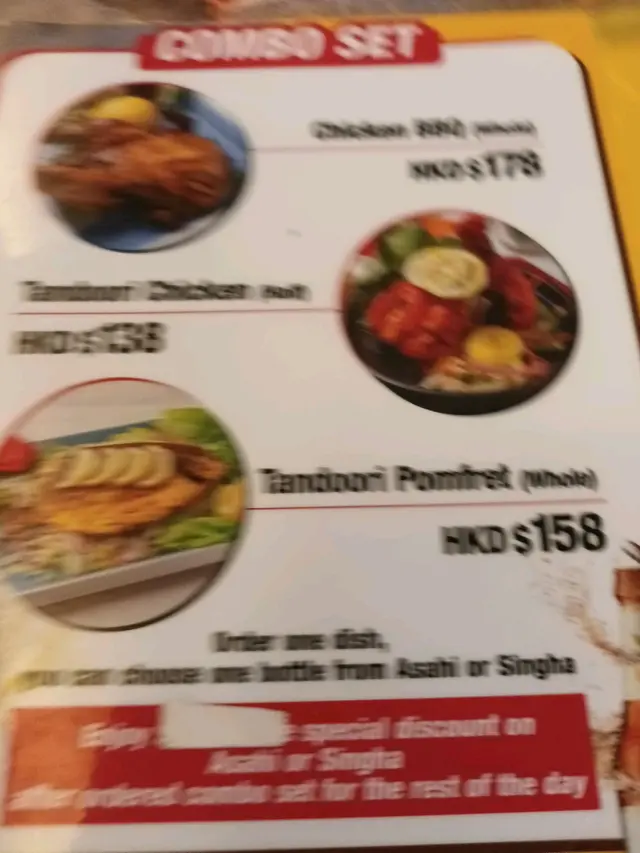 COMBO SET
Chicken BBQ (Whole)
HKD $178
Tandoori Chicken (Half)
HKD $138
Tandoori Pomfret (Whole)
HKD $158
Order one dish,
you can choose one bottle from Asahi or Singha
Enjoy special discount on
Asahi or Singha
after ordered combo set for the rest of the day